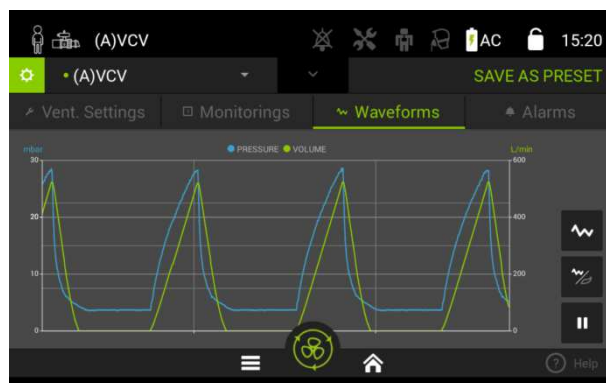 (A)VCV AC 15:20
• (A)VCV SAVE AS PRESET
Vent. Settings Monitorings Waveforms Alarms
mbar PRESSURE VOLUME L/min
30 600
20 400
10 200
0 0
? Help